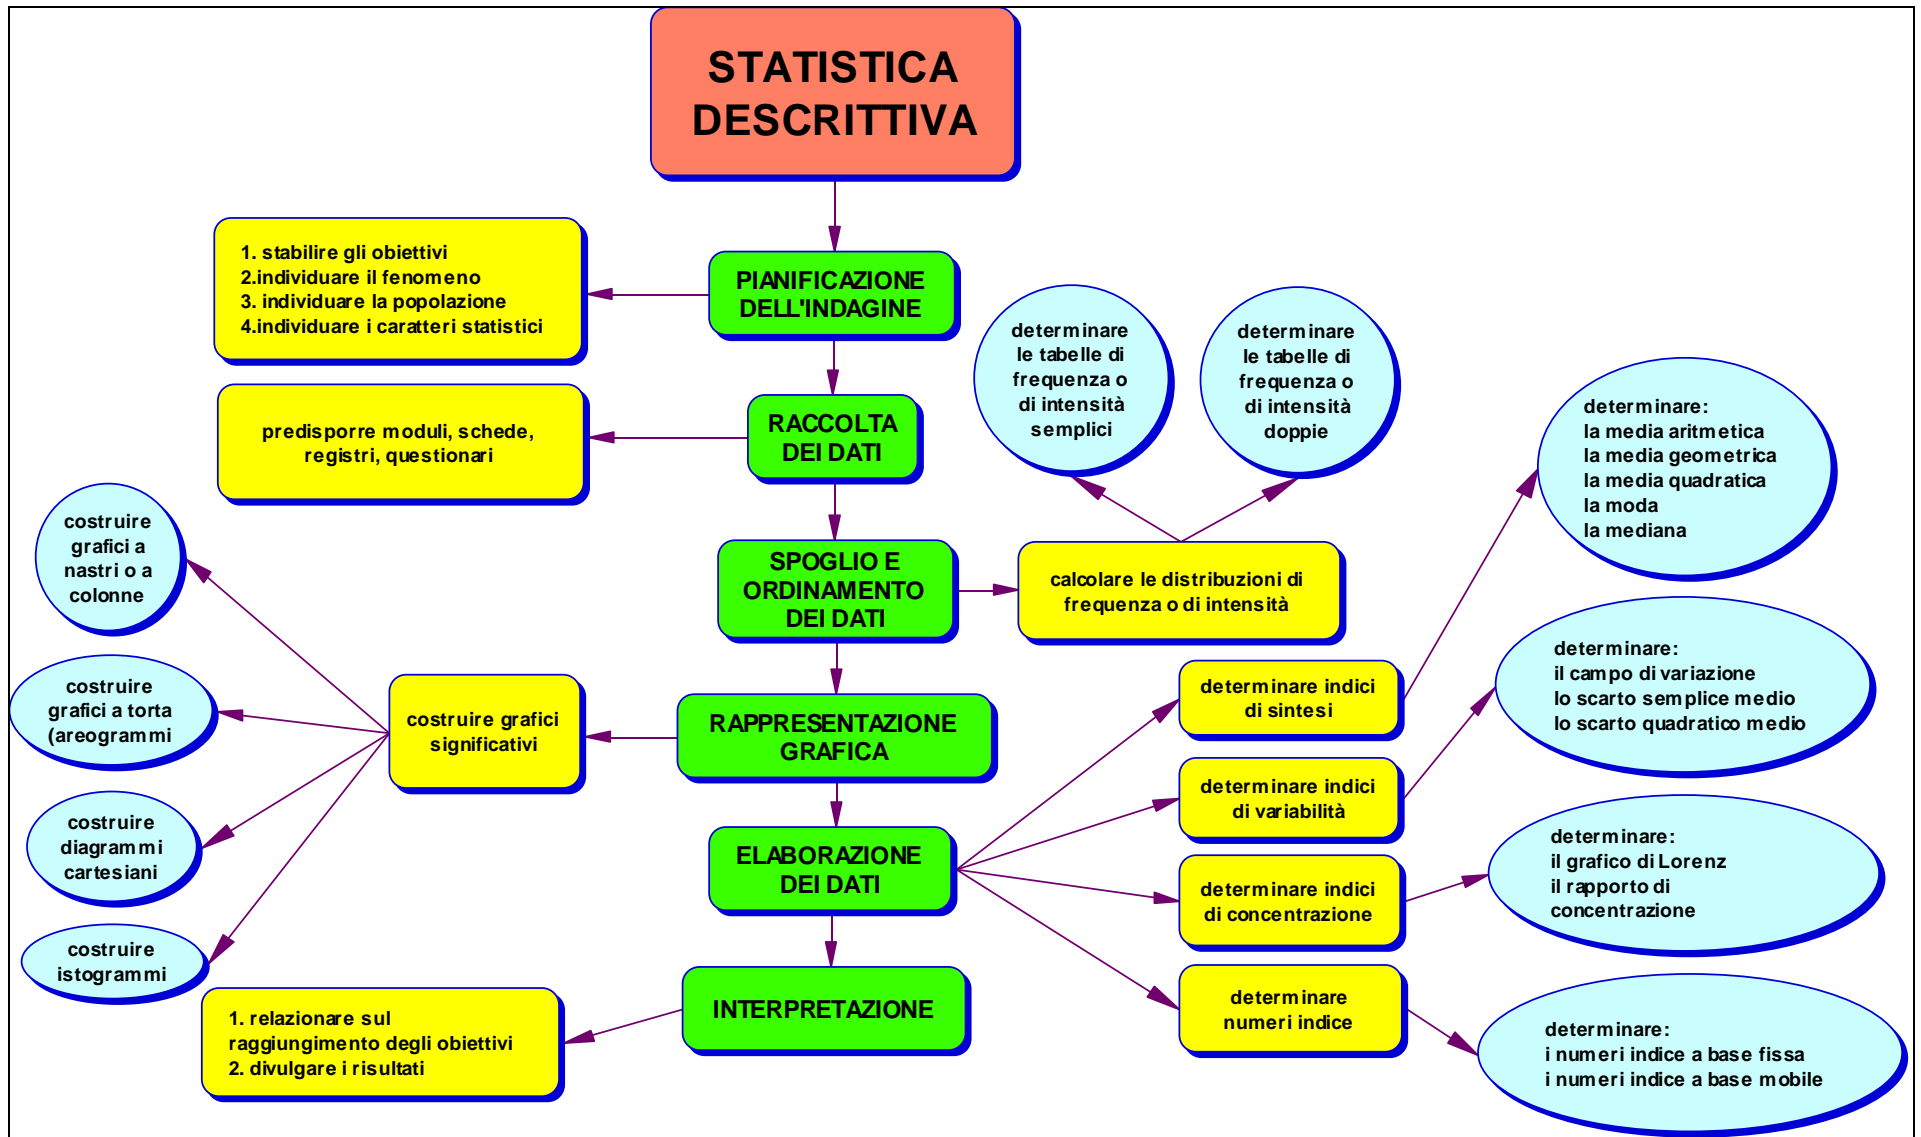 STATISTICA
DESCRITTIVA
1. stabilire gli obiettivi
2.individuare il fenomeno
3. individuare la popolazione
4.individuare i caratteri statistici
PIANIFICAZIONE
DELL'INDAGINE
determinare
le tabelle di
frequenza o
di intensità
semplici
determinare
le tabelle di
frequenza o
di intensità
doppie
predisporre moduli, schede,
registri, questionari
RACCOLTA
DEI DATI
determinare:
la media aritmetica
la media geometrica
la media quadratica
la moda
la mediana
costruire
grafici a
nastri o a
colonne
SPOGLIO E
ORDINAMENTO
DEI DATI
calcolare le distribuzioni di
frequenza o di intensità
costruire
grafici a torta
(areogrammi
costruire grafici
significativi
RAPPRESENTAZIONE
GRAFICA
determinare indici
di sintesi
determinare:
il campo di variazione
lo scarto semplice medio
lo scarto quadratico medio
determinare indici
di variabilità
costruire
diagrammi
cartesiani
ELABORAZIONE
DEI DATI
determinare indici
di concentrazione
determinare:
il grafico di Lorenz
il rapporto di
concentrazione
costruire
istogrammi
INTERPRETAZIONE
determinare
numeri indice
1. relazionare sul
raggiungimento degli obiettivi
2. divulgare i risultati
determinare:
i numeri indice a base fissa
i numeri indice a base mobile